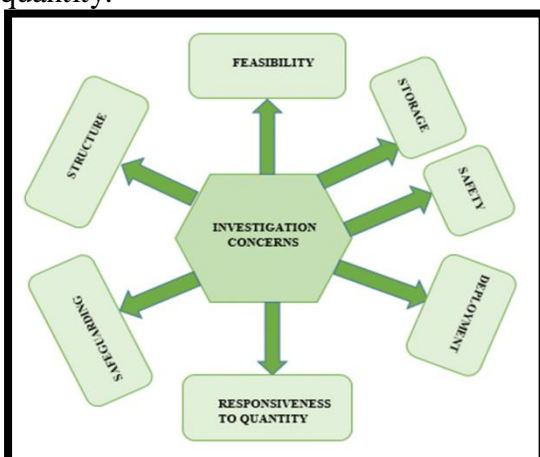 quantity.
FEASIBILITY
STORAGE
STRUCTURE
SAFETY
INVESTIGATION
CONCERNS
DEPLOYMENT
SAFEGUARDING
RESPONSIVENESS
TO QUANTITY